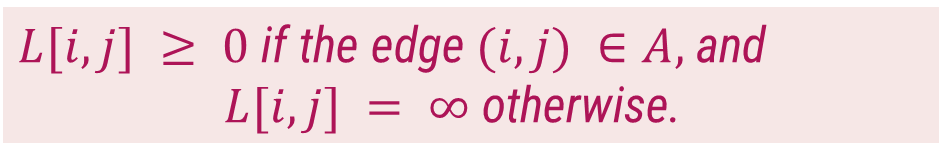 L[i,j] ≥ 0 if the edge (i,j) ∈ A, and
L[i,j] = ∞ otherwise.